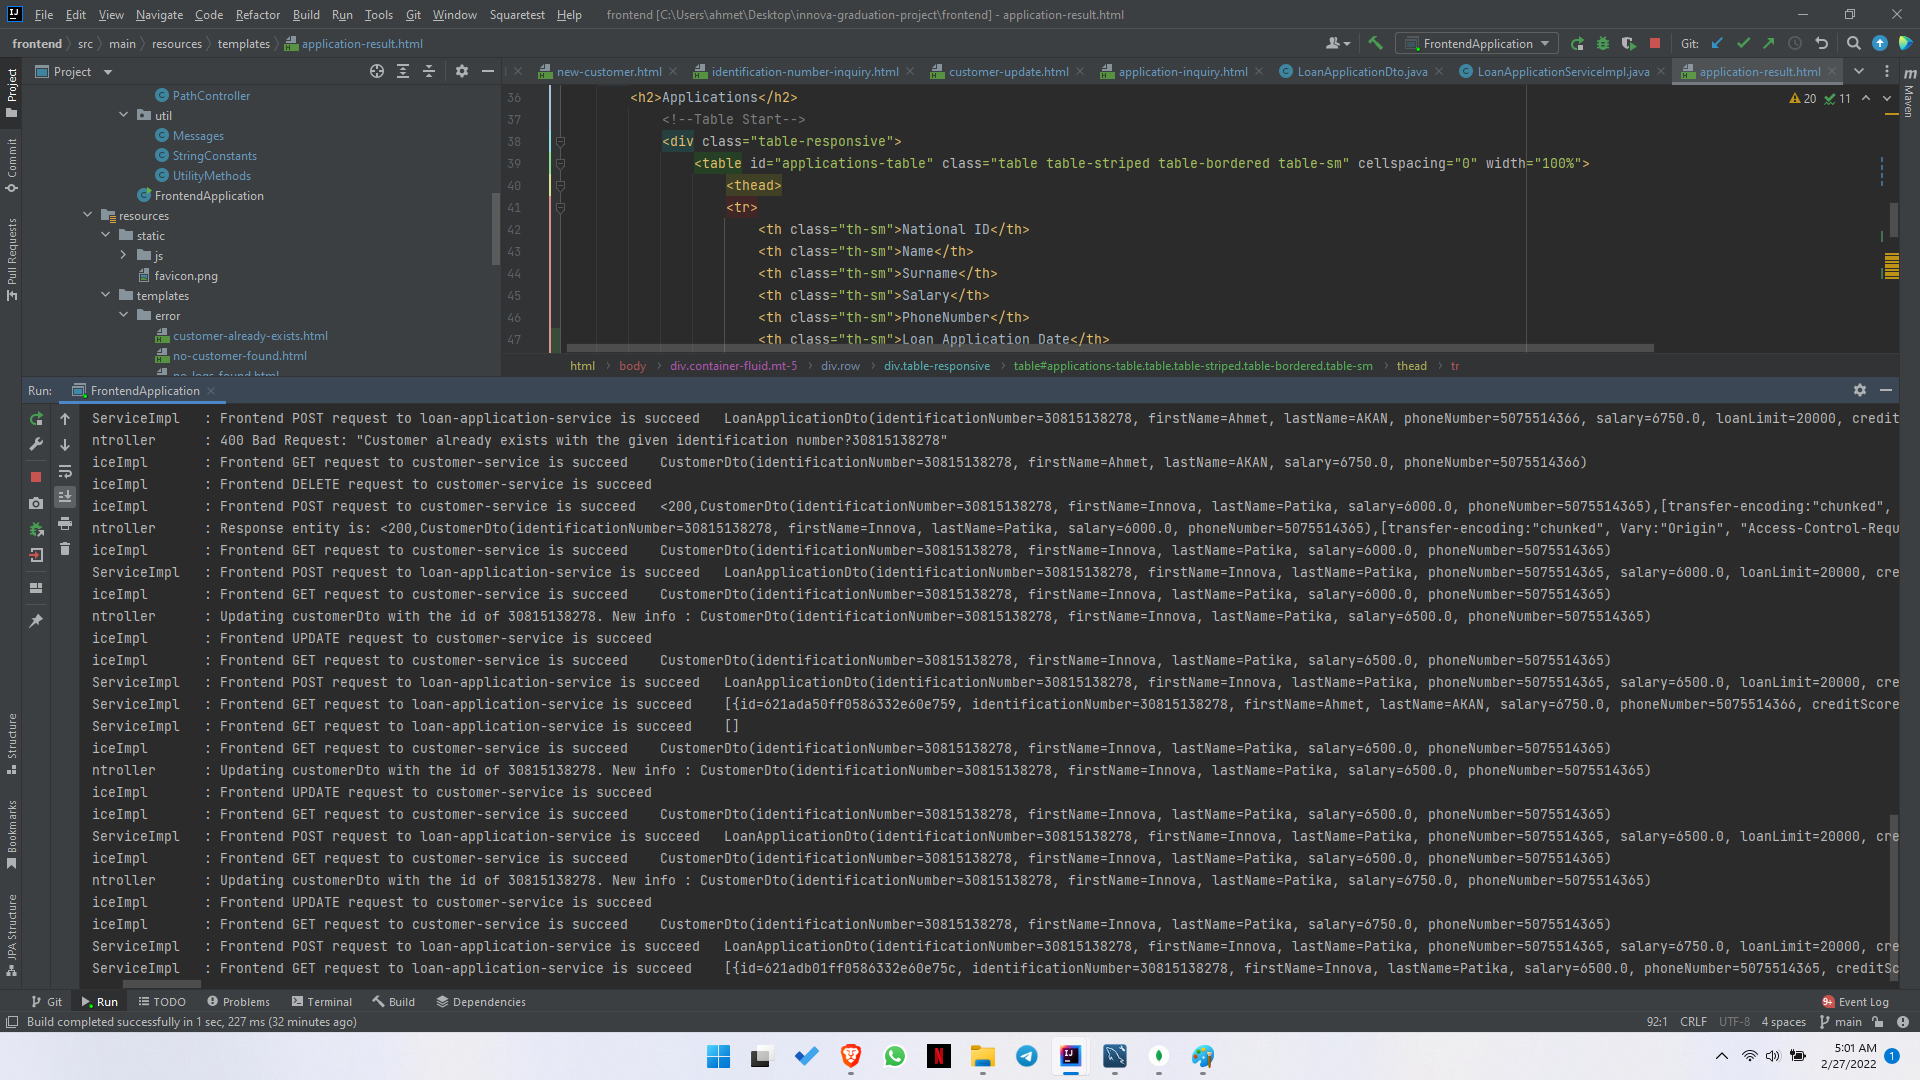 File Edit View Navigate Code Refactor Build Run Tools Git Window Squaretest Help frontend [C:\Users\ahmet\Desktop\innova-graduation-project\frontend] - application-result.html
frontend src main resources templates application-result.html FrontendApplication Git:
Project
new-customer.html identification-number-inquiry.html customer-update.html application-inquiry.html LoanApplicationDto.java LoanApplicationServiceImpl.java application-result.html
Project
Commit
Pull Requests
Structure
Bookmarks
JPA Structure
Maven
PathController
util
Messages
StringConstants
UtilityMethods
FrontendApplication
resources
static
js
favicon.png
templates
error
customer-already-exists.html
no-customer-found.html
no-logs-found.html
20 11
36 <h2>Applications</h2>
37 <!--Table Start-->
38 <div class="table-responsive">
39 <table id="applications-table" class="table table-striped table-bordered table-sm" cellspacing="0" width="100%">
40 <thead>
41 <tr>
42 <th class="th-sm">National ID</th>
43 <th class="th-sm">Name</th>
44 <th class="th-sm">Surname</th>
45 <th class="th-sm">Salary</th>
46 <th class="th-sm">PhoneNumber</th>
47 <th class="th-sm">Loan Application Date</th>
html body div.container-fluid.mt-5 div.row div.table-responsive table#applications-table.table.table-striped.table-bordered.table-sm thead tr
Run: FrontendApplication
ServiceImpl : Frontend POST request to loan-application-service is succeed LoanApplicationDto(identificationNumber=30815138278, firstName=Ahmet, lastName=AKAN, phoneNumber=5075514366, salary=6750.0, loanLimit=20000, credit
ntroller : 400 Bad Request: "Customer already exists with the given identification number?30815138278"
iceImpl : Frontend GET request to customer-service is succeed CustomerDto(identificationNumber=30815138278, firstName=Ahmet, lastName=AKAN, salary=6750.0, phoneNumber=5075514366)
iceImpl : Frontend DELETE request to customer-service is succeed
iceImpl : Frontend POST request to customer-service is succeed <200,CustomerDto(identificationNumber=30815138278, firstName=Innova, lastName=Patika, salary=6000.0, phoneNumber=5075514365),[transfer-encoding:"chunked",
ntroller : Response entity is: <200,CustomerDto(identificationNumber=30815138278, firstName=Innova, lastName=Patika, salary=6000.0, phoneNumber=5075514365),[transfer-encoding:"chunked", Vary:"Origin", "Access-Control-Requ
iceImpl : Frontend GET request to customer-service is succeed CustomerDto(identificationNumber=30815138278, firstName=Innova, lastName=Patika, salary=6000.0, phoneNumber=5075514365)
ServiceImpl : Frontend POST request to loan-application-service is succeed LoanApplicationDto(identificationNumber=30815138278, firstName=Innova, lastName=Patika, phoneNumber=5075514365, salary=6000.0, loanLimit=20000, cre
iceImpl : Frontend GET request to customer-service is succeed CustomerDto(identificationNumber=30815138278, firstName=Innova, lastName=Patika, salary=6000.0, phoneNumber=5075514365)
ntroller : Updating customerDto with the id of 30815138278. New info : CustomerDto(identificationNumber=30815138278, firstName=Innova, lastName=Patika, salary=6500.0, phoneNumber=5075514365)
iceImpl : Frontend UPDATE request to customer-service is succeed
iceImpl : Frontend GET request to customer-service is succeed CustomerDto(identificationNumber=30815138278, firstName=Innova, lastName=Patika, salary=6500.0, phoneNumber=5075514365)
ServiceImpl : Frontend POST request to loan-application-service is succeed LoanApplicationDto(identificationNumber=30815138278, firstName=Innova, lastName=Patika, phoneNumber=5075514365, salary=6500.0, loanLimit=20000, cre
ServiceImpl : Frontend GET request to loan-application-service is succeed [{id=621ada50ff0586332e60e759, identificationNumber=30815138278, firstName=Ahmet, lastName=AKAN, salary=6750.0, phoneNumber=5075514366, creditScore
ServiceImpl : Frontend GET request to loan-application-service is succeed []
iceImpl : Frontend GET request to customer-service is succeed CustomerDto(identificationNumber=30815138278, firstName=Innova, lastName=Patika, salary=6500.0, phoneNumber=5075514365)
ntroller : Updating customerDto with the id of 30815138278. New info : CustomerDto(identificationNumber=30815138278, firstName=Innova, lastName=Patika, salary=6500.0, phoneNumber=5075514365)
iceImpl : Frontend UPDATE request to customer-service is succeed
iceImpl : Frontend GET request to customer-service is succeed CustomerDto(identificationNumber=30815138278, firstName=Innova, lastName=Patika, salary=6500.0, phoneNumber=5075514365)
ServiceImpl : Frontend POST request to loan-application-service is succeed LoanApplicationDto(identificationNumber=30815138278, firstName=Innova, lastName=Patika, phoneNumber=5075514365, salary=6500.0, loanLimit=20000, cre
iceImpl : Frontend GET request to customer-service is succeed CustomerDto(identificationNumber=30815138278, firstName=Innova, lastName=Patika, salary=6500.0, phoneNumber=5075514365)
ntroller : Updating customerDto with the id of 30815138278. New info : CustomerDto(identificationNumber=30815138278, firstName=Innova, lastName=Patika, salary=6750.0, phoneNumber=5075514365)
iceImpl : Frontend UPDATE request to customer-service is succeed
iceImpl : Frontend GET request to customer-service is succeed CustomerDto(identificationNumber=30815138278, firstName=Innova, lastName=Patika, salary=6750.0, phoneNumber=5075514365)
ServiceImpl : Frontend POST request to loan-application-service is succeed LoanApplicationDto(identificationNumber=30815138278, firstName=Innova, lastName=Patika, phoneNumber=5075514365, salary=6750.0, loanLimit=20000, cre
ServiceImpl : Frontend GET request to loan-application-service is succeed [{id=621adb01ff0586332e60e75c, identificationNumber=30815138278, firstName=Innova, lastName=Patika, salary=6500.0, phoneNumber=5075514365, creditSc
Git Run TODO Problems Terminal Build Dependencies 9+ Event Log
Build completed successfully in 1 sec, 227 ms (32 minutes ago) 92:1 CRLF UTF-8 4 spaces main
5:01 AM
2/27/2022 1